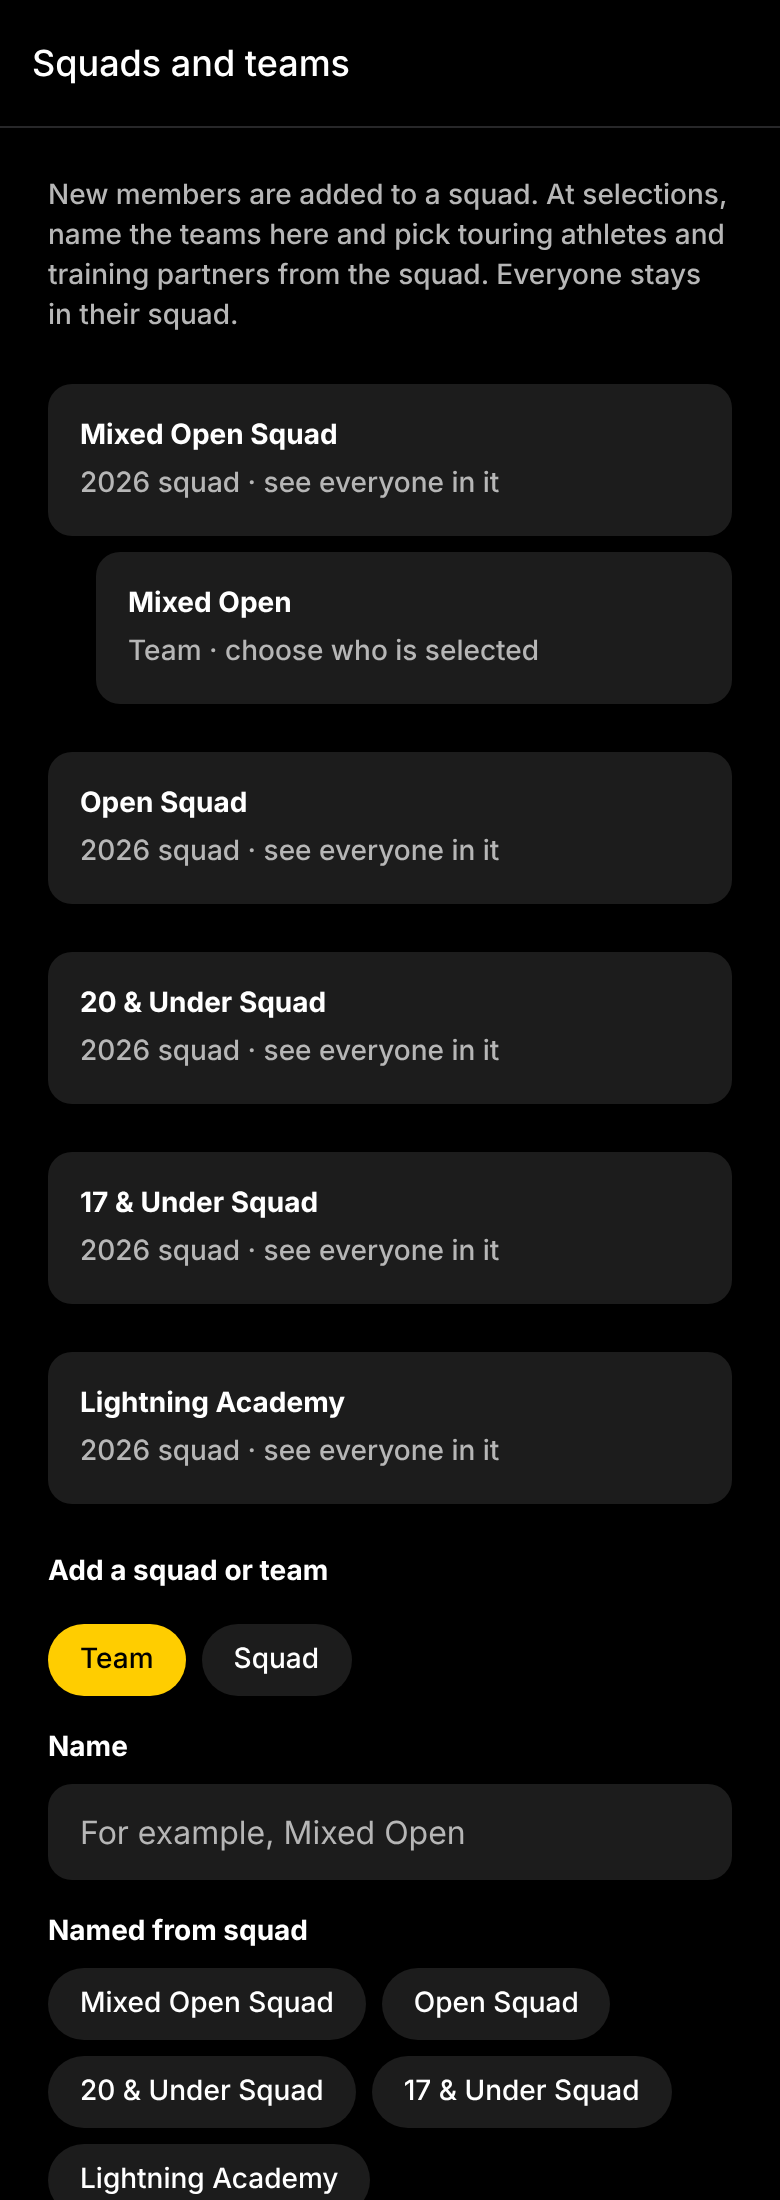 Squads and teams
New members are added to a squad. At selections,
name the teams here and pick touring athletes and
training partners from the squad. Everyone stays
in their squad.
Mixed Open Squad
2026 squad · see everyone in it
Mixed Open
Team · choose who is selected
Open Squad
2026 squad · see everyone in it
20 & Under Squad
2026 squad · see everyone in it
17 & Under Squad
2026 squad · see everyone in it
Lightning Academy
2026 squad · see everyone in it
Add a squad or team
Team Squad
Name
For example, Mixed Open
Named from squad
Mixed Open Squad Open Squad
20 & Under Squad 17 & Under Squad
Lightning Academy